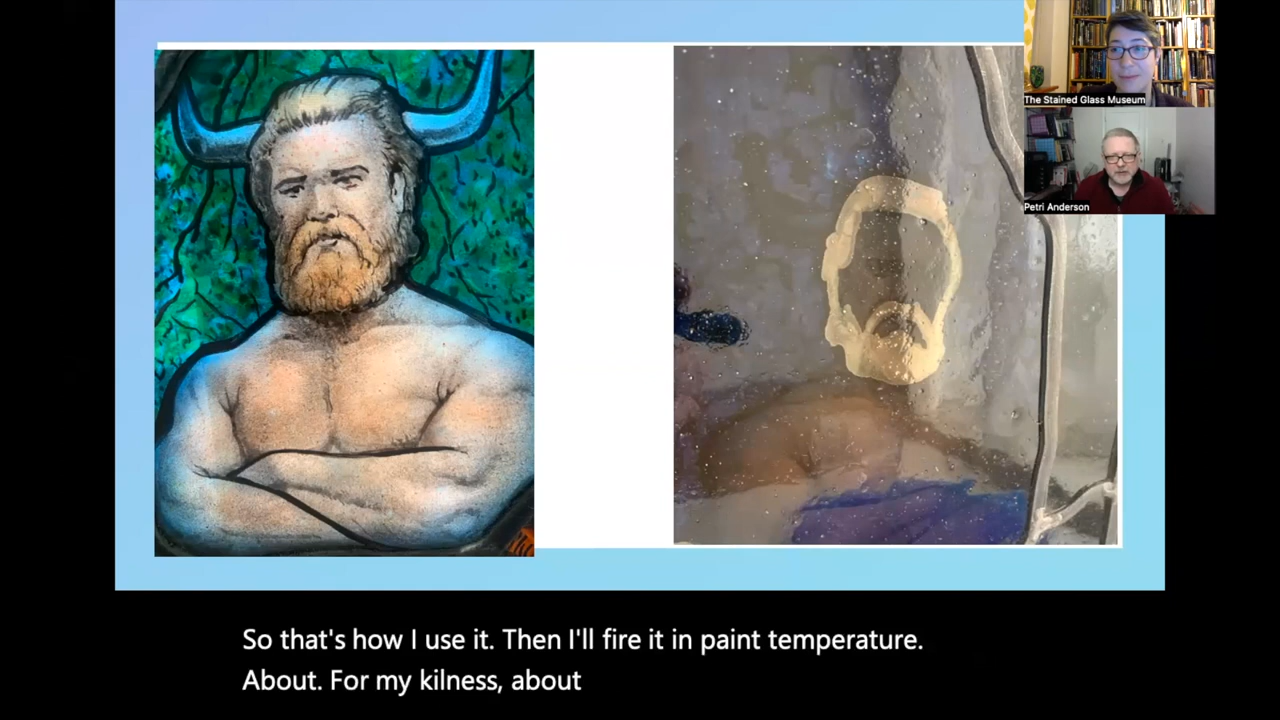 The Stained Glass Museum
Petri Anderson
So that's how I use it. Then I'll fire it in paint temperature.
About. For my kilness, about